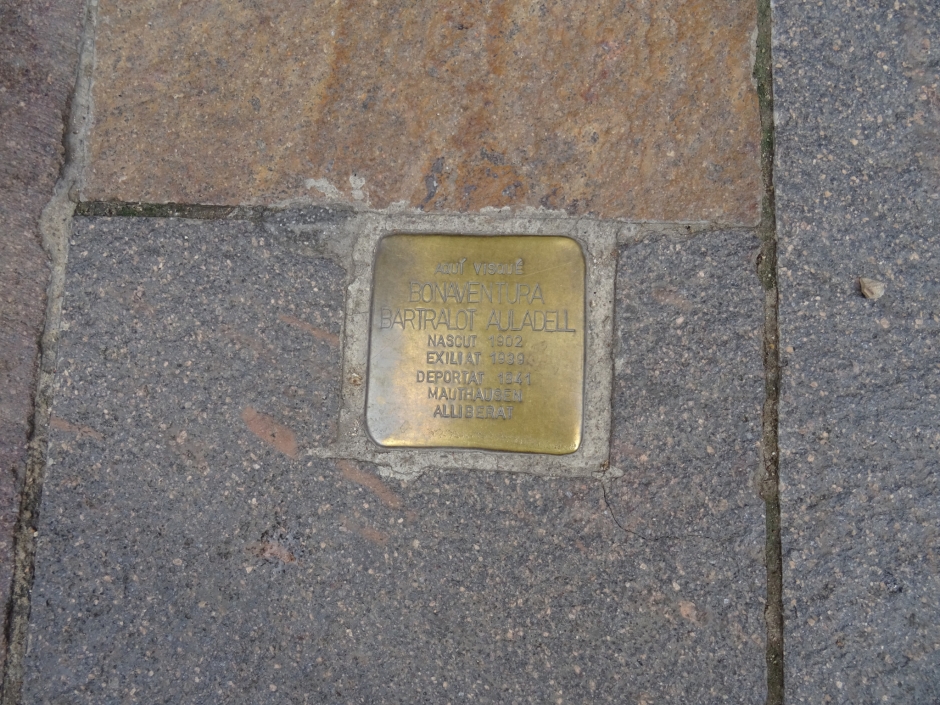 AQUÍ VISQUÉ
BONAVENTURA
BARTRALOT AULADELL
NASCUT 1902
EXILIAT 1939
DEPORTAT 1941
MAUTHAUSEN
ALLIBERAT